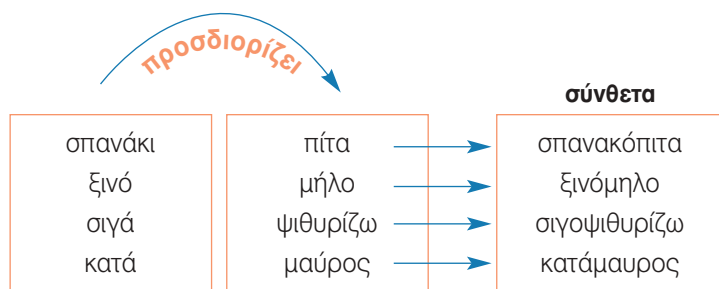 προσδιορίζει
σύνθετα
σπανάκι πίτα σπανακόπιτα
ξινό μήλο ξινόμηλο
σιγά ψιθυρίζω σιγοψιθυρίζω
κατά μαύρος κατάμαυρος